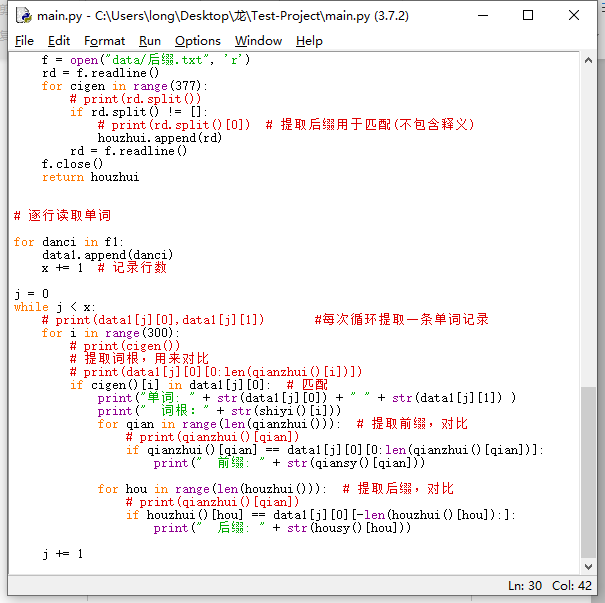 main.py - C:\Users\long\Desktop\龙\Test-Project\main.py (3.7.2)
File Edit Format Run Options Window Help
    f = open("data/后缀.txt", 'r')
    rd = f.readline()
    for cigen in range(377):
        # print(rd.split())
        if rd.split() != []:
            # print(rd.split()[0])  # 提取后缀用于匹配(不包含释义)
            houzhui.append(rd)
        rd = f.readline()
    f.close()
    return houzhui
# 逐行读取单词
for danci in f1:
    data1.append(danci)
    x += 1  # 记录行数
j = 0
while j < x:
    # print(data1[j][0],data1[j][1])       #每次循环提取一条单词记录
    for i in range(300):
        # print(cigen())
        # 提取词根，用来对比
        # print(data1[j][0][0:len(qianzhui()[i])])
        if cigen()[i] in data1[j][0]:  # 匹配
            print("单词: " + str(data1[j][0]) + " " + str(data1[j][1]) )
            print("  词根：" + str(shiyi()[i]))
            for qian in range(len(qianzhui())):  # 提取前缀，对比
                # print(qianzhui()[qian])
                if qianzhui()[qian] == data1[j][0][0:len(qianzhui()[qian])]:
                    print("  前缀: " + str(qiansy()[qian]))
            for hou in range(len(houzhui())):  # 提取后缀，对比
                # print(qianzhui()[qian])
                if houzhui()[hou] == data1[j][0][-len(houzhui()[hou]):]:
                    print("  后缀: " + str(housy()[hou]))
    j += 1
Ln: 30 Col: 42